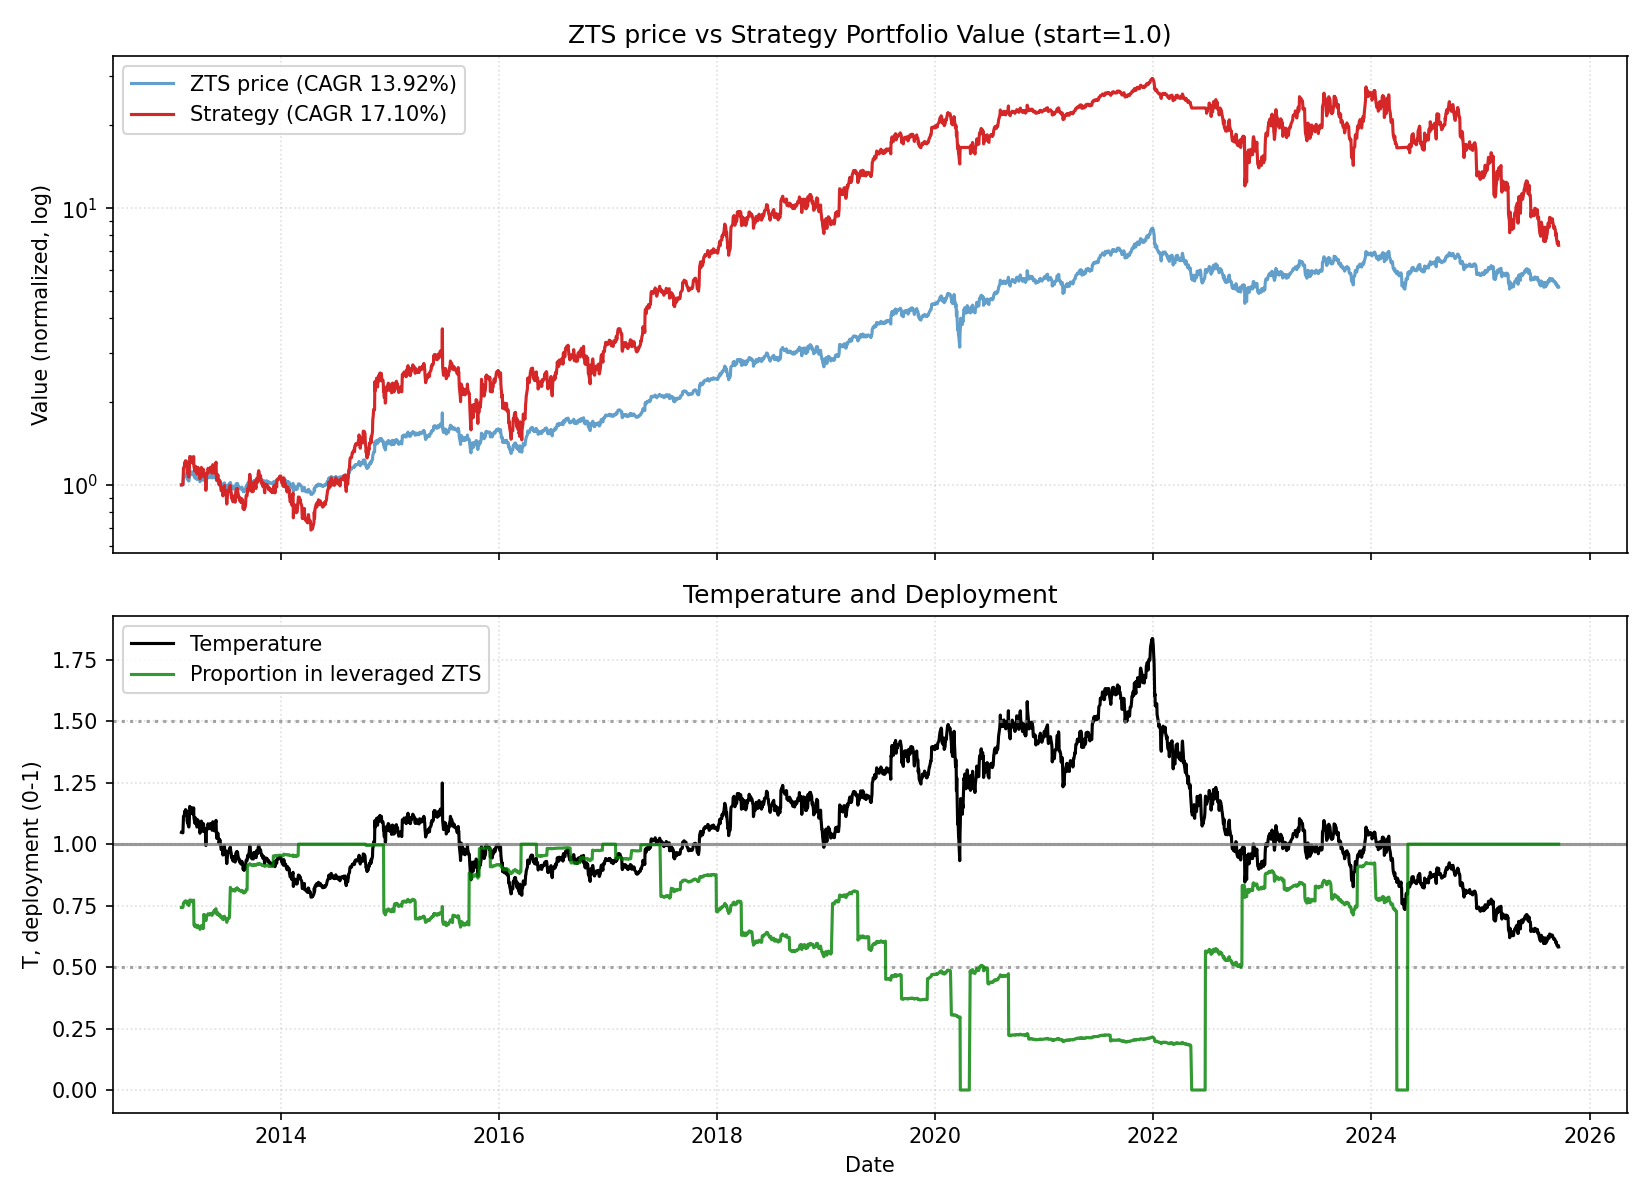 ZTS price vs Strategy Portfolio Value (start=1.0)
ZTS price (CAGR 13.92%)
Strategy (CAGR 17.10%)
Value (normalized, log)
10¹
10⁰
Temperature and Deployment
Temperature
Proportion in leveraged ZTS
T, deployment (0-1)
1.75
1.50
1.25
1.00
0.75
0.50
0.25
0.00
2014 2016 2018 2020 2022 2024 2026
Date